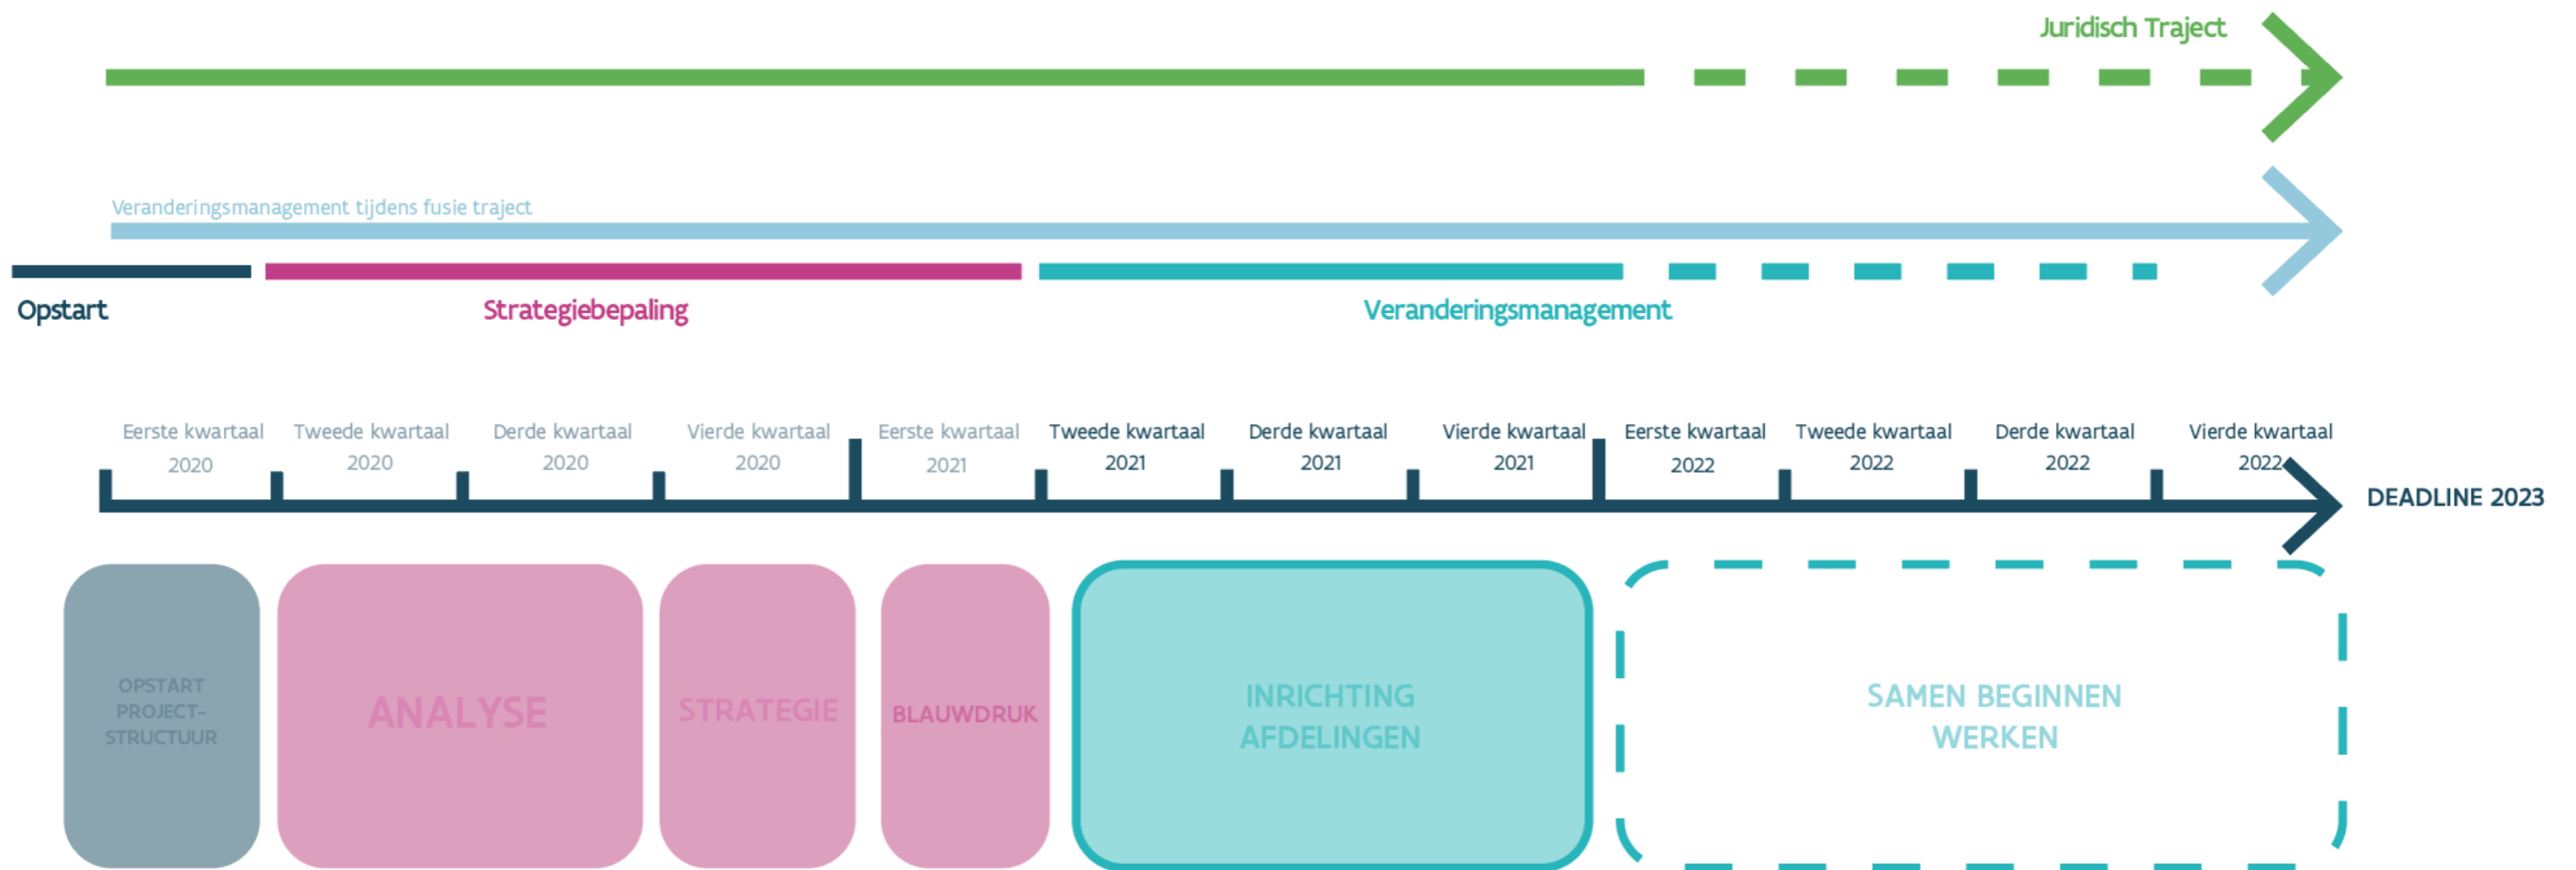 Juridisch Traject
Veranderingsmanagement tijdens fusie traject
Opstart
Strategiebepaling
Veranderingsmanagement
Eerste kwartaal
2020
Tweede kwartaal
2020
Derde kwartaal
2020
Vierde kwartaal
2020
Eerste kwartaal
2021
Tweede kwartaal
2021
Derde kwartaal
2021
Vierde kwartaal
2021
Eerste kwartaal
2022
Tweede kwartaal
2022
Derde kwartaal
2022
Vierde kwartaal
2022
DEADLINE 2023
OPSTART
PROJECT-
STRUCTUUR
ANALYSE
STRATEGIE
BLAUWDRUK
INRICHTING
AFDELINGEN
SAMEN BEGINNEN
WERKEN